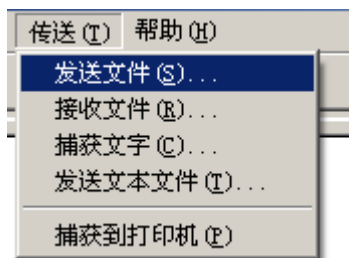 传送(T) 帮助(H)
发送文件(S)...
接收文件(R)...
捕获文字(C)...
发送文本文件(T)...
捕获到打印机(P)